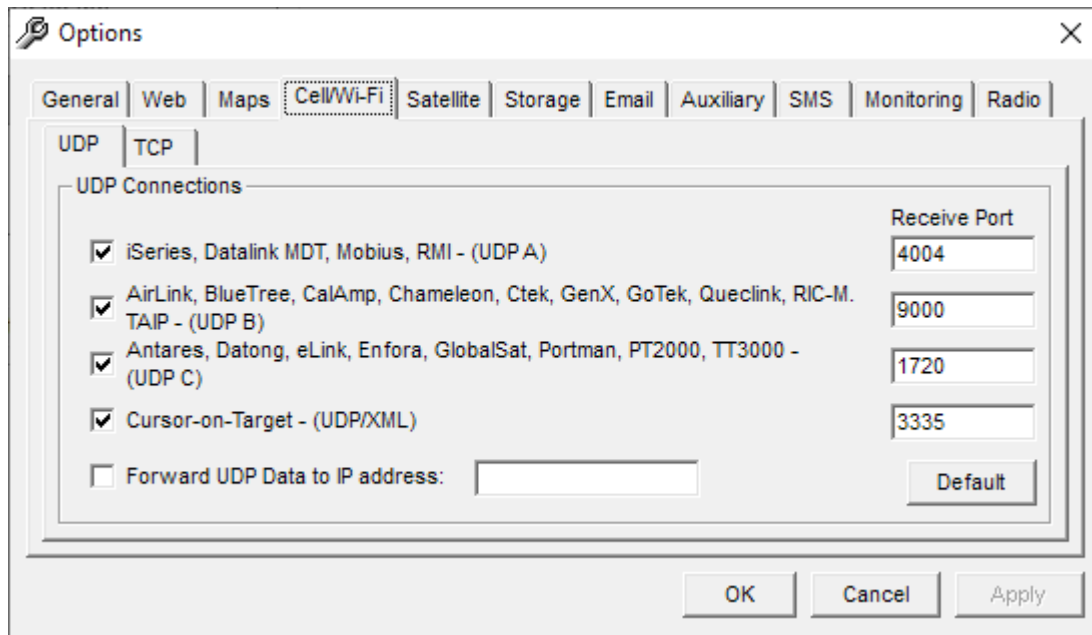 Options
General Web Maps Cell/Wi-Fi Satellite Storage Email Auxiliary SMS Monitoring Radio
UDP TCP
UDP Connections
Receive Port
iSeries, Datalink MDT, Mobius, RMI - (UDP A) 4004
AirLink, BlueTree, CalAmp, Chameleon, Ctek, GenX, GoTek, Queclink, RIC-M.
TAIP - (UDP B) 9000
Antares, Datong, eLink, Enfora, GlobalSat, Portman, PT2000, TT3000 -
(UDP C) 1720
Cursor-on-Target - (UDP/XML) 3335
Forward UDP Data to IP address: Default
OK Cancel Apply